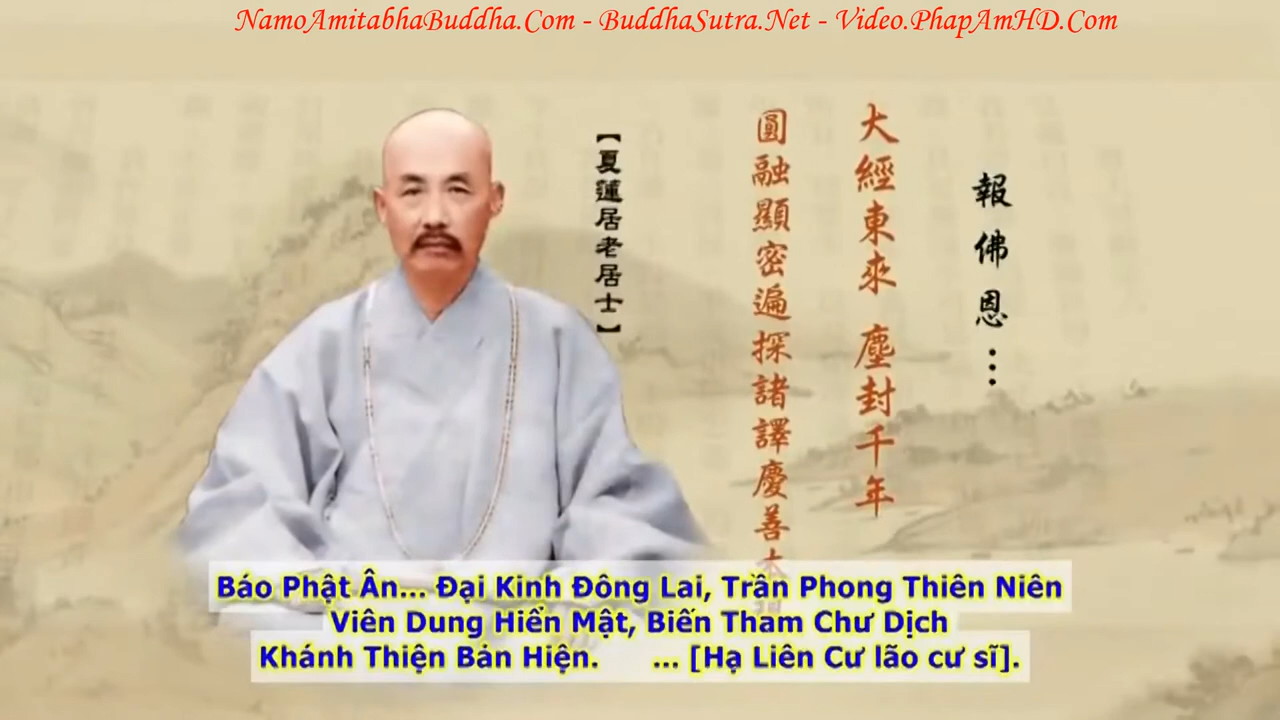 NamoAmitabhaBuddha.Com - BuddhaSutra.Net - Video.PhapAmHD.Com
報佛恩…
大經東來 塵封千年
圓融顯密遍探諸譯慶善本
【夏蓮居老居士】
Báo Phật Ân... Đại Kinh Đông Lai, Trần Phong Thiên Niên
Viên Dung Hiển Mật, Biến Tham Chư Dịch
Khánh Thiện Bản Hiện. ... [Hạ Liên Cư lão cư sĩ].